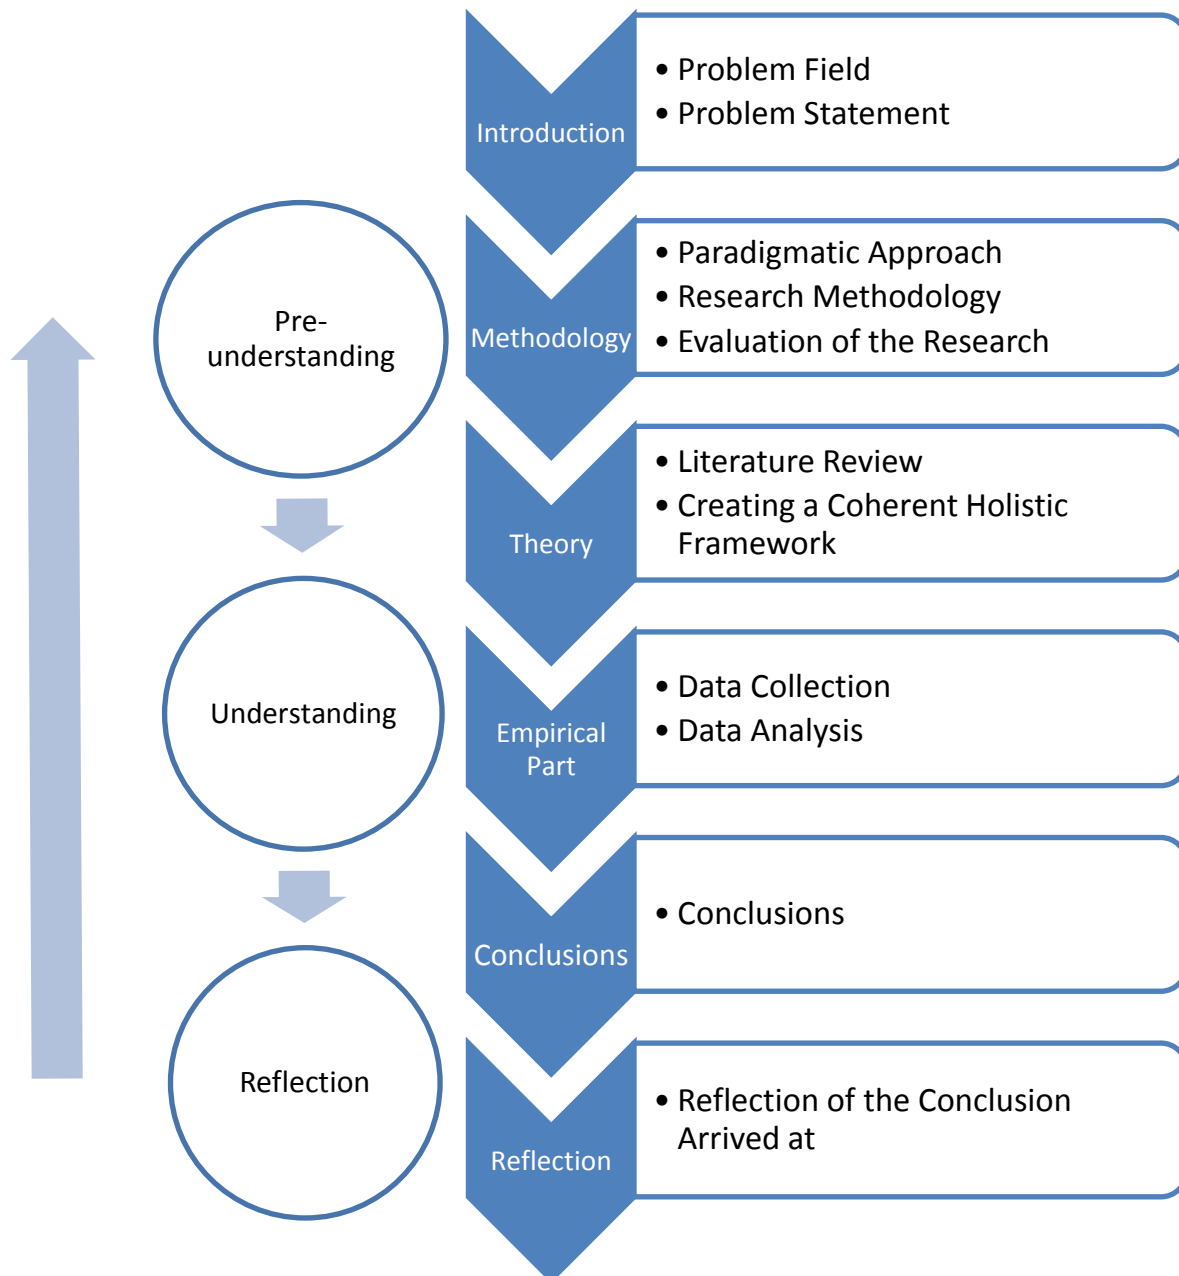 Introduction
• Problem Field
• Problem Statement
Pre-
understanding
Methodology
• Paradigmatic Approach
• Research Methodology
• Evaluation of the Research
Theory
• Literature Review
• Creating a Coherent Holistic
Framework
Understanding
Empirical
Part
• Data Collection
• Data Analysis
Conclusions
• Conclusions
Reflection
Reflection
• Reflection of the Conclusion
Arrived at